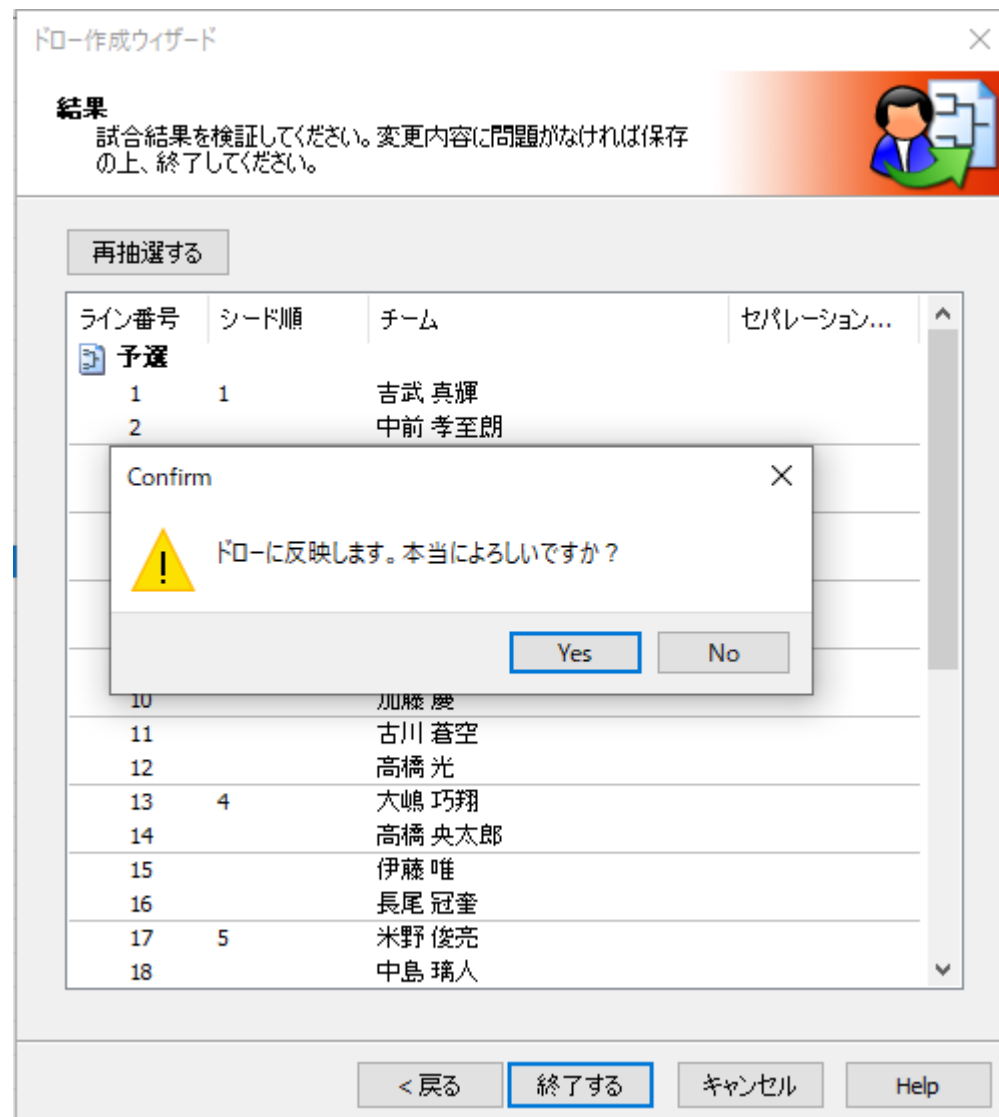 ドロー作成ウィザード
結果
試合結果を検証してください。変更内容に問題がなければ保存
の上、終了してください。
再抽選する
ライン番号 シード順 チーム セパレーション...
予選
1 1 吉武 真輝
2 中前 孝至朗
Confirm
ドローに反映します。本当によろしいですか？
Yes No
10 加藤 慶
11 古川 蒼空
12 高橋 光
13 4 大嶋 巧翔
14 高橋 央太郎
15 伊藤 唯
16 長尾 冠奎
17 5 米野 俊亮
18 中島 璃人
< 戻る 終了する キャンセル Help